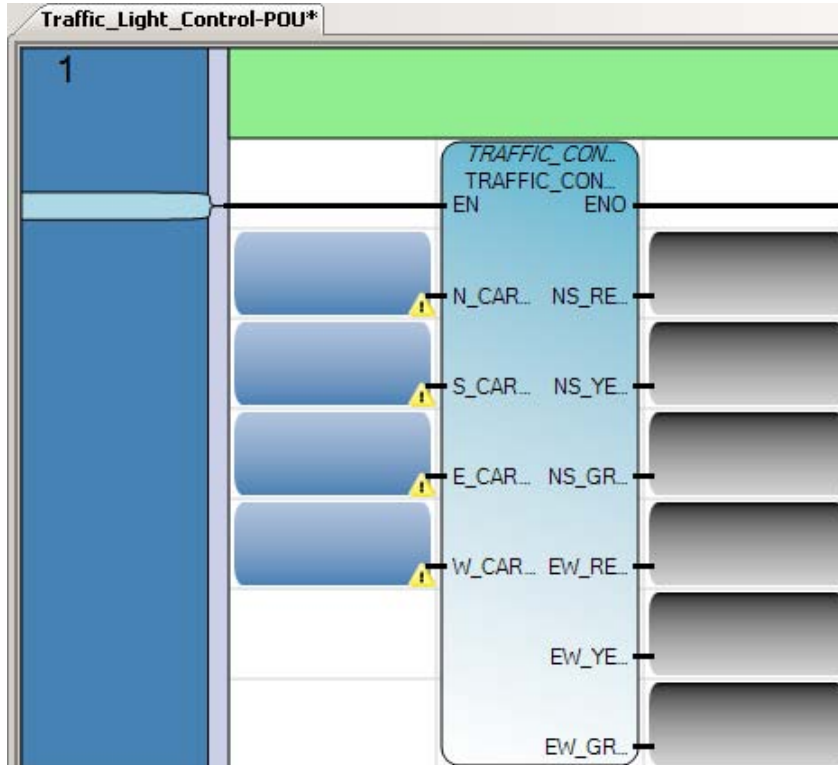 Traffic_Light_Control-POU*
1
TRAFFIC_CON...
TRAFFIC_CON...
EN ENO
N_CAR... NS_RE...
S_CAR... NS_YE...
E_CAR... NS_GR...
W_CAR... EW_RE...
EW_YE...
EW_GR...